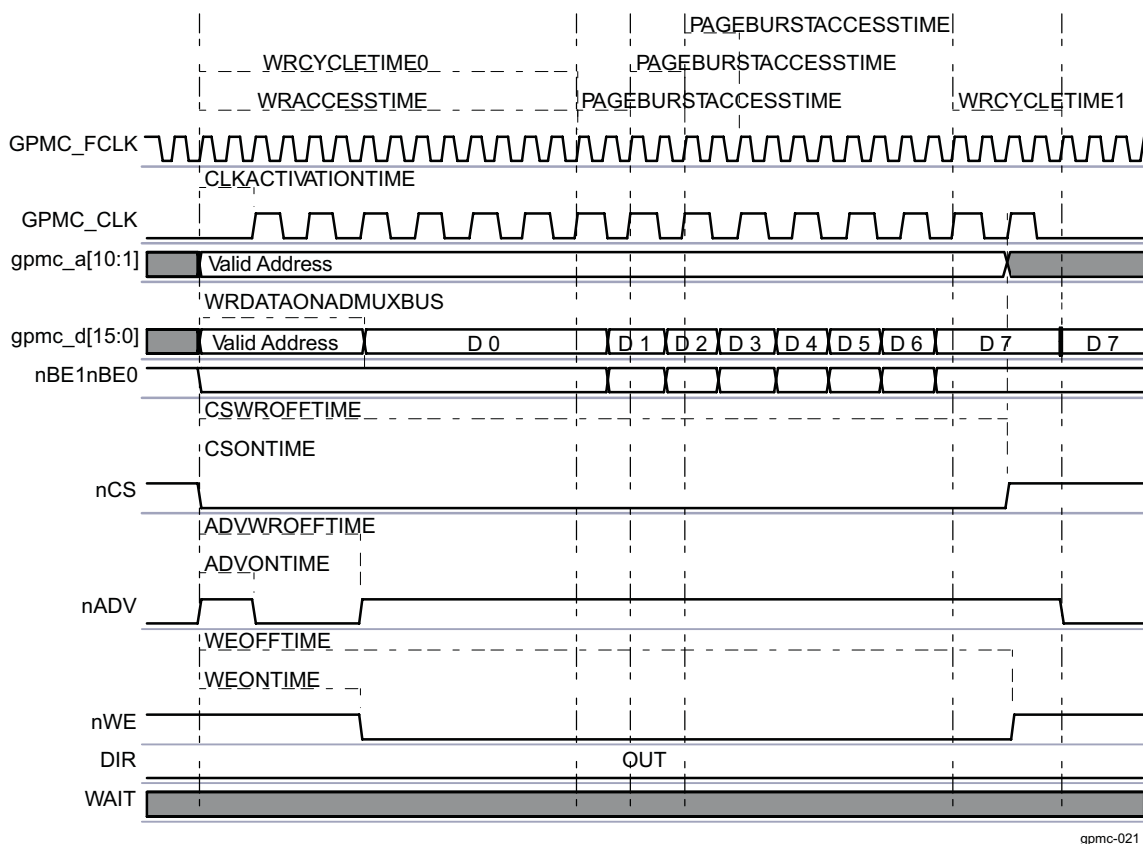 PAGEBURSTACCESSTIME
WRCYCLETIME0 PAGEBURSTACCESSTIME
WRACCESSTIME PAGEBURSTACCESSTIME WRCYCLETIME1
GPMC_FCLK
CLKACTIVATIONTIME
GPMC_CLK
gpmc_a[10:1] Valid Address
WRDATAONADMUXBUS
gpmc_d[15:0] Valid Address D 0 D 1 D 2 D 3 D 4 D 5 D 6 D 7 D 7
nBE1nBE0
CSWROFFTIME
CSONTIME
nCS
ADVWROFFTIME
ADVONTIME
nADV
WEOFFTIME
WEONTIME
nWE
DIR OUT
WAIT
gpmc-021